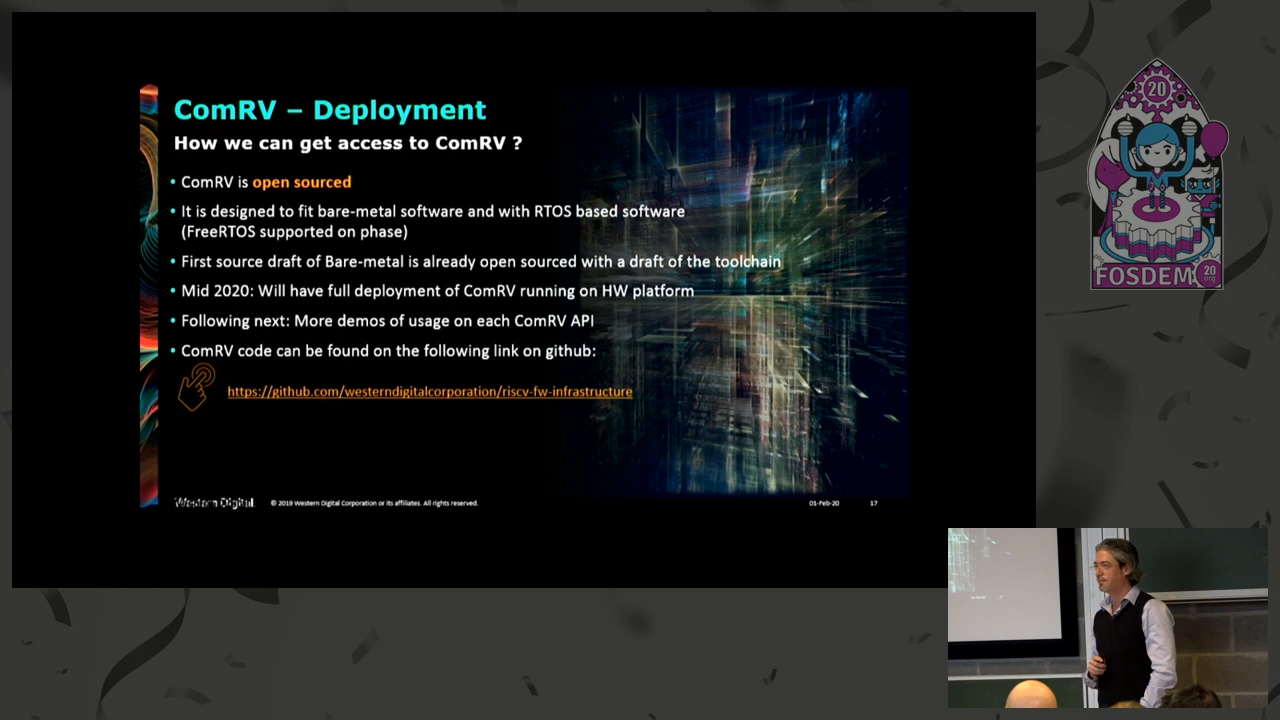 ComRV – Deployment
How we can get access to ComRV ?
• ComRV is open sourced
• It is designed to fit bare-metal software and with RTOS based software
(FreeRTOS supported on phase)
• First source draft of Bare-metal is already open sourced with a draft of the toolchain
• Mid 2020: Will have full deployment of ComRV running on HW platform
• Following next: More demos of usage on each ComRV API
• ComRV code can be found on the following link on github:
https://github.com/westerndigitalcorporation/riscv-fw-infrastructure
Western Digital.
© 2019 Western Digital Corporation or its affiliates. All rights reserved.
01-Feb-20
17
20
FOSDEM
20
.org